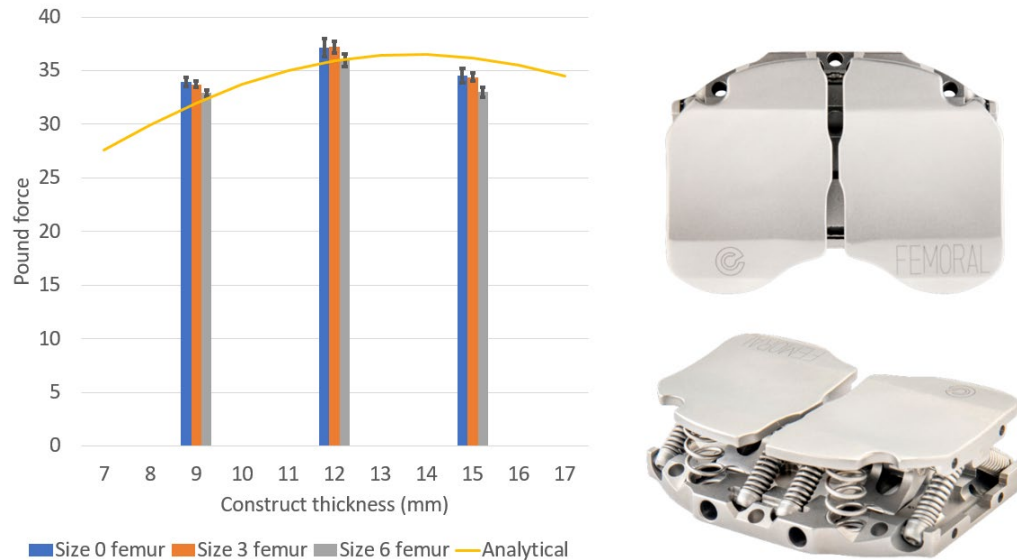 40
35
30
25
20
15
10
5
0
Pound force
7 8 9 10 11 12 13 14 15 16 17
Construct thickness (mm)
Size 0 femur Size 3 femur Size 6 femur Analytical
FEMORAL
FEMORAL